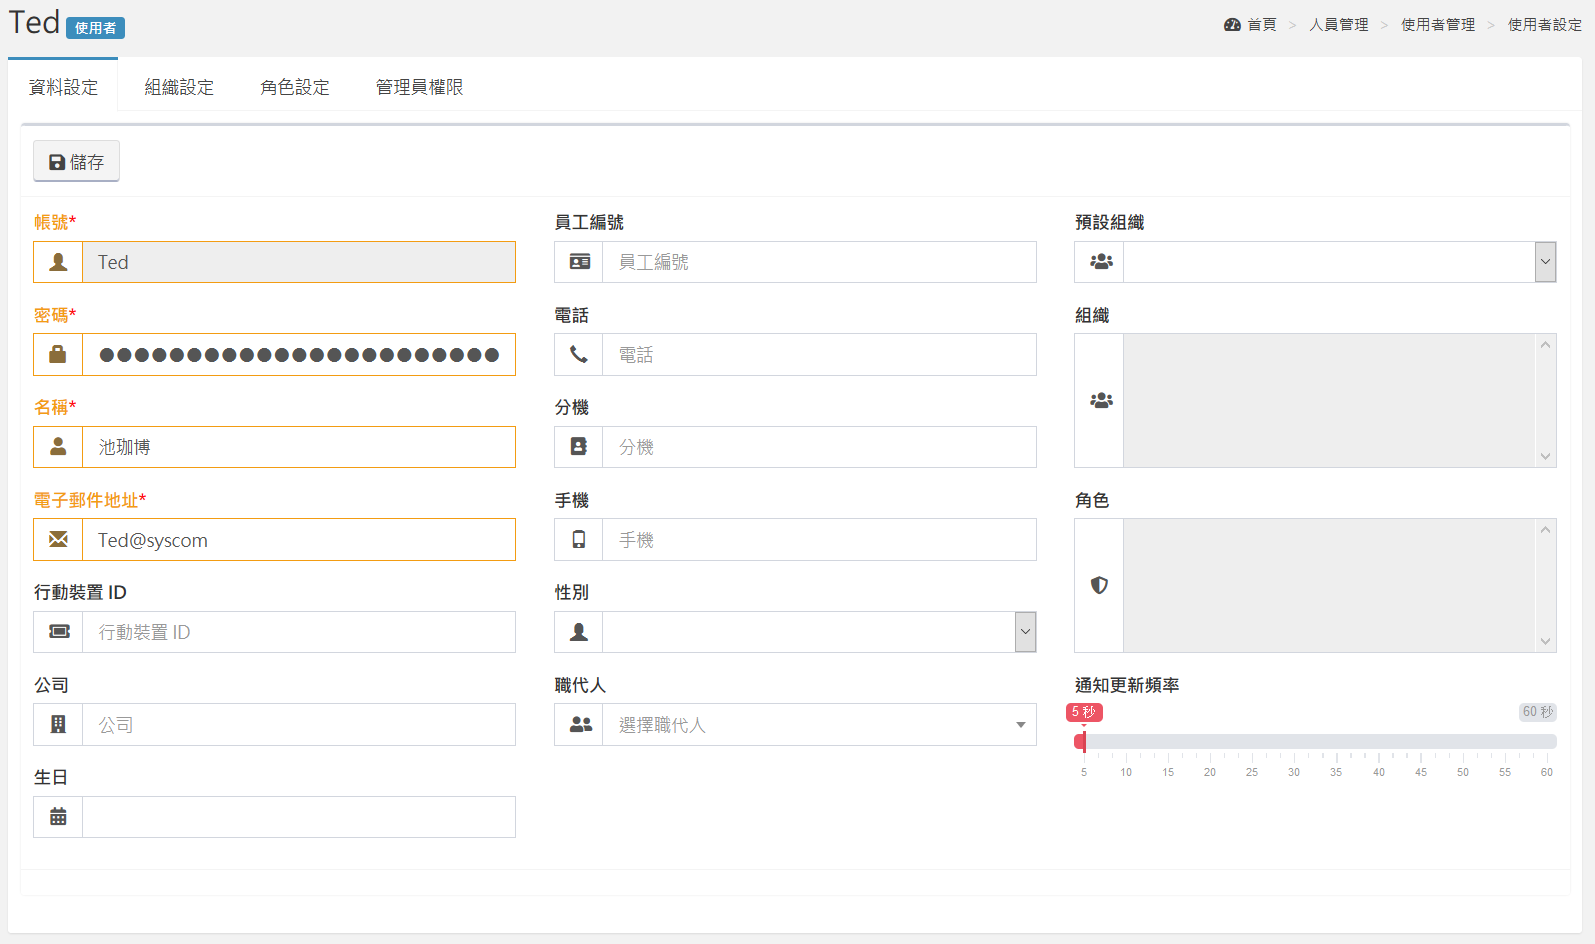 Ted 使用者
首頁 > 人員管理 > 使用者管理 > 使用者設定
資料設定 組織設定 角色設定 管理員權限
儲存
帳號*
Ted
密碼*
●●●●●●●●●●●●●●●●●●●●●●●
名稱*
池珈博
電子郵件地址*
Ted@syscom
行動裝置 ID
行動裝置 ID
公司
公司
生日
員工編號
員工編號
電話
電話
分機
分機
手機
手機
性別
職代人
選擇職代人
預設組織
組織
角色
通知更新頻率
5 秒 60 秒
5 10 15 20 25 30 35 40 45 50 55 60